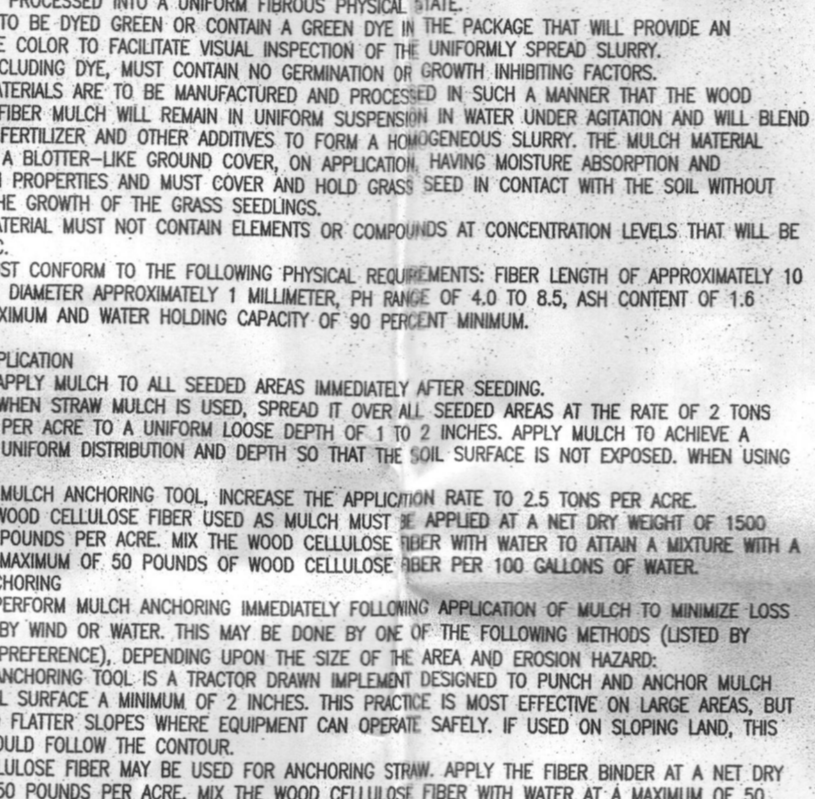 PROCESSED INTO A UNIFORM FIBROUS PHYSICAL STATE.
TO BE DYED GREEN OR CONTAIN A GREEN DYE IN THE PACKAGE THAT WILL PROVIDE AN
COLOR TO FACILITATE VISUAL INSPECTION OF THE UNIFORMLY SPREAD SLURRY.
CLUDING DYE, MUST CONTAIN NO GERMINATION OR GROWTH INHIBITING FACTORS.
ATERIALS ARE TO BE MANUFACTURED AND PROCESSED IN SUCH A MANNER THAT THE WOOD
FIBER MULCH WILL REMAIN IN UNIFORM SUSPENSION IN WATER UNDER AGITATION AND WILL BLEND
FERTILIZER AND OTHER ADDITIVES TO FORM A HOMOGENEOUS SLURRY. THE MULCH MATERIAL
A BLOTTER-LIKE GROUND COVER, ON APPLICATION, HAVING MOISTURE ABSORPTION AND
PROPERTIES AND MUST COVER AND HOLD GRASS SEED IN CONTACT WITH THE SOIL WITHOUT
HE GROWTH OF THE GRASS SEEDLINGS.
ATERIAL MUST NOT CONTAIN ELEMENTS OR COMPOUNDS AT CONCENTRATION LEVELS THAT WILL BE
C.
ST CONFORM TO THE FOLLOWING PHYSICAL REQUIREMENTS: FIBER LENGTH OF APPROXIMATELY 10
DIAMETER APPROXIMATELY 1 MILLIMETER, PH RANGE OF 4.0 TO 8.5, ASH CONTENT OF 1.6
XIMUM AND WATER HOLDING CAPACITY OF 90 PERCENT MINIMUM.
PLICATION
APPLY MULCH TO ALL SEEDED AREAS IMMEDIATELY AFTER SEEDING.
WHEN STRAW MULCH IS USED, SPREAD IT OVER ALL SEEDED AREAS AT THE RATE OF 2 TONS
PER ACRE TO A UNIFORM LOOSE DEPTH OF 1 TO 2 INCHES. APPLY MULCH TO ACHIEVE A
UNIFORM DISTRIBUTION AND DEPTH SO THAT THE SOIL SURFACE IS NOT EXPOSED. WHEN USING
MULCH ANCHORING TOOL, INCREASE THE APPLICATION RATE TO 2.5 TONS PER ACRE.
WOOD CELLULOSE FIBER USED AS MULCH MUST BE APPLIED AT A NET DRY WEIGHT OF 1500
POUNDS PER ACRE. MIX THE WOOD CELLULOSE FIBER WITH WATER TO ATTAIN A MIXTURE WITH A
MAXIMUM OF 50 POUNDS OF WOOD CELLULOSE FIBER PER 100 GALLONS OF WATER.
CHORING
PERFORM MULCH ANCHORING IMMEDIATELY FOLLOWING APPLICATION OF MULCH TO MINIMIZE LOSS
BY WIND OR WATER. THIS MAY BE DONE BY ONE OF THE FOLLOWING METHODS (LISTED BY
PREFERENCE), DEPENDING UPON THE SIZE OF THE AREA AND EROSION HAZARD:
ANCHORING TOOL IS A TRACTOR DRAWN IMPLEMENT DESIGNED TO PUNCH AND ANCHOR MULCH
L SURFACE A MINIMUM OF 2 INCHES. THIS PRACTICE IS MOST EFFECTIVE ON LARGE AREAS, BUT
FLATTER SLOPES WHERE EQUIPMENT CAN OPERATE SAFELY. IF USED ON SLOPING LAND, THIS
OULD FOLLOW THE CONTOUR.
LULOSE FIBER MAY BE USED FOR ANCHORING STRAW. APPLY THE FIBER BINDER AT A NET DRY
50 POUNDS PER ACRE. MIX THE WOOD CELLULOSE FIBER WITH WATER AT A MAXIMUM OF 50